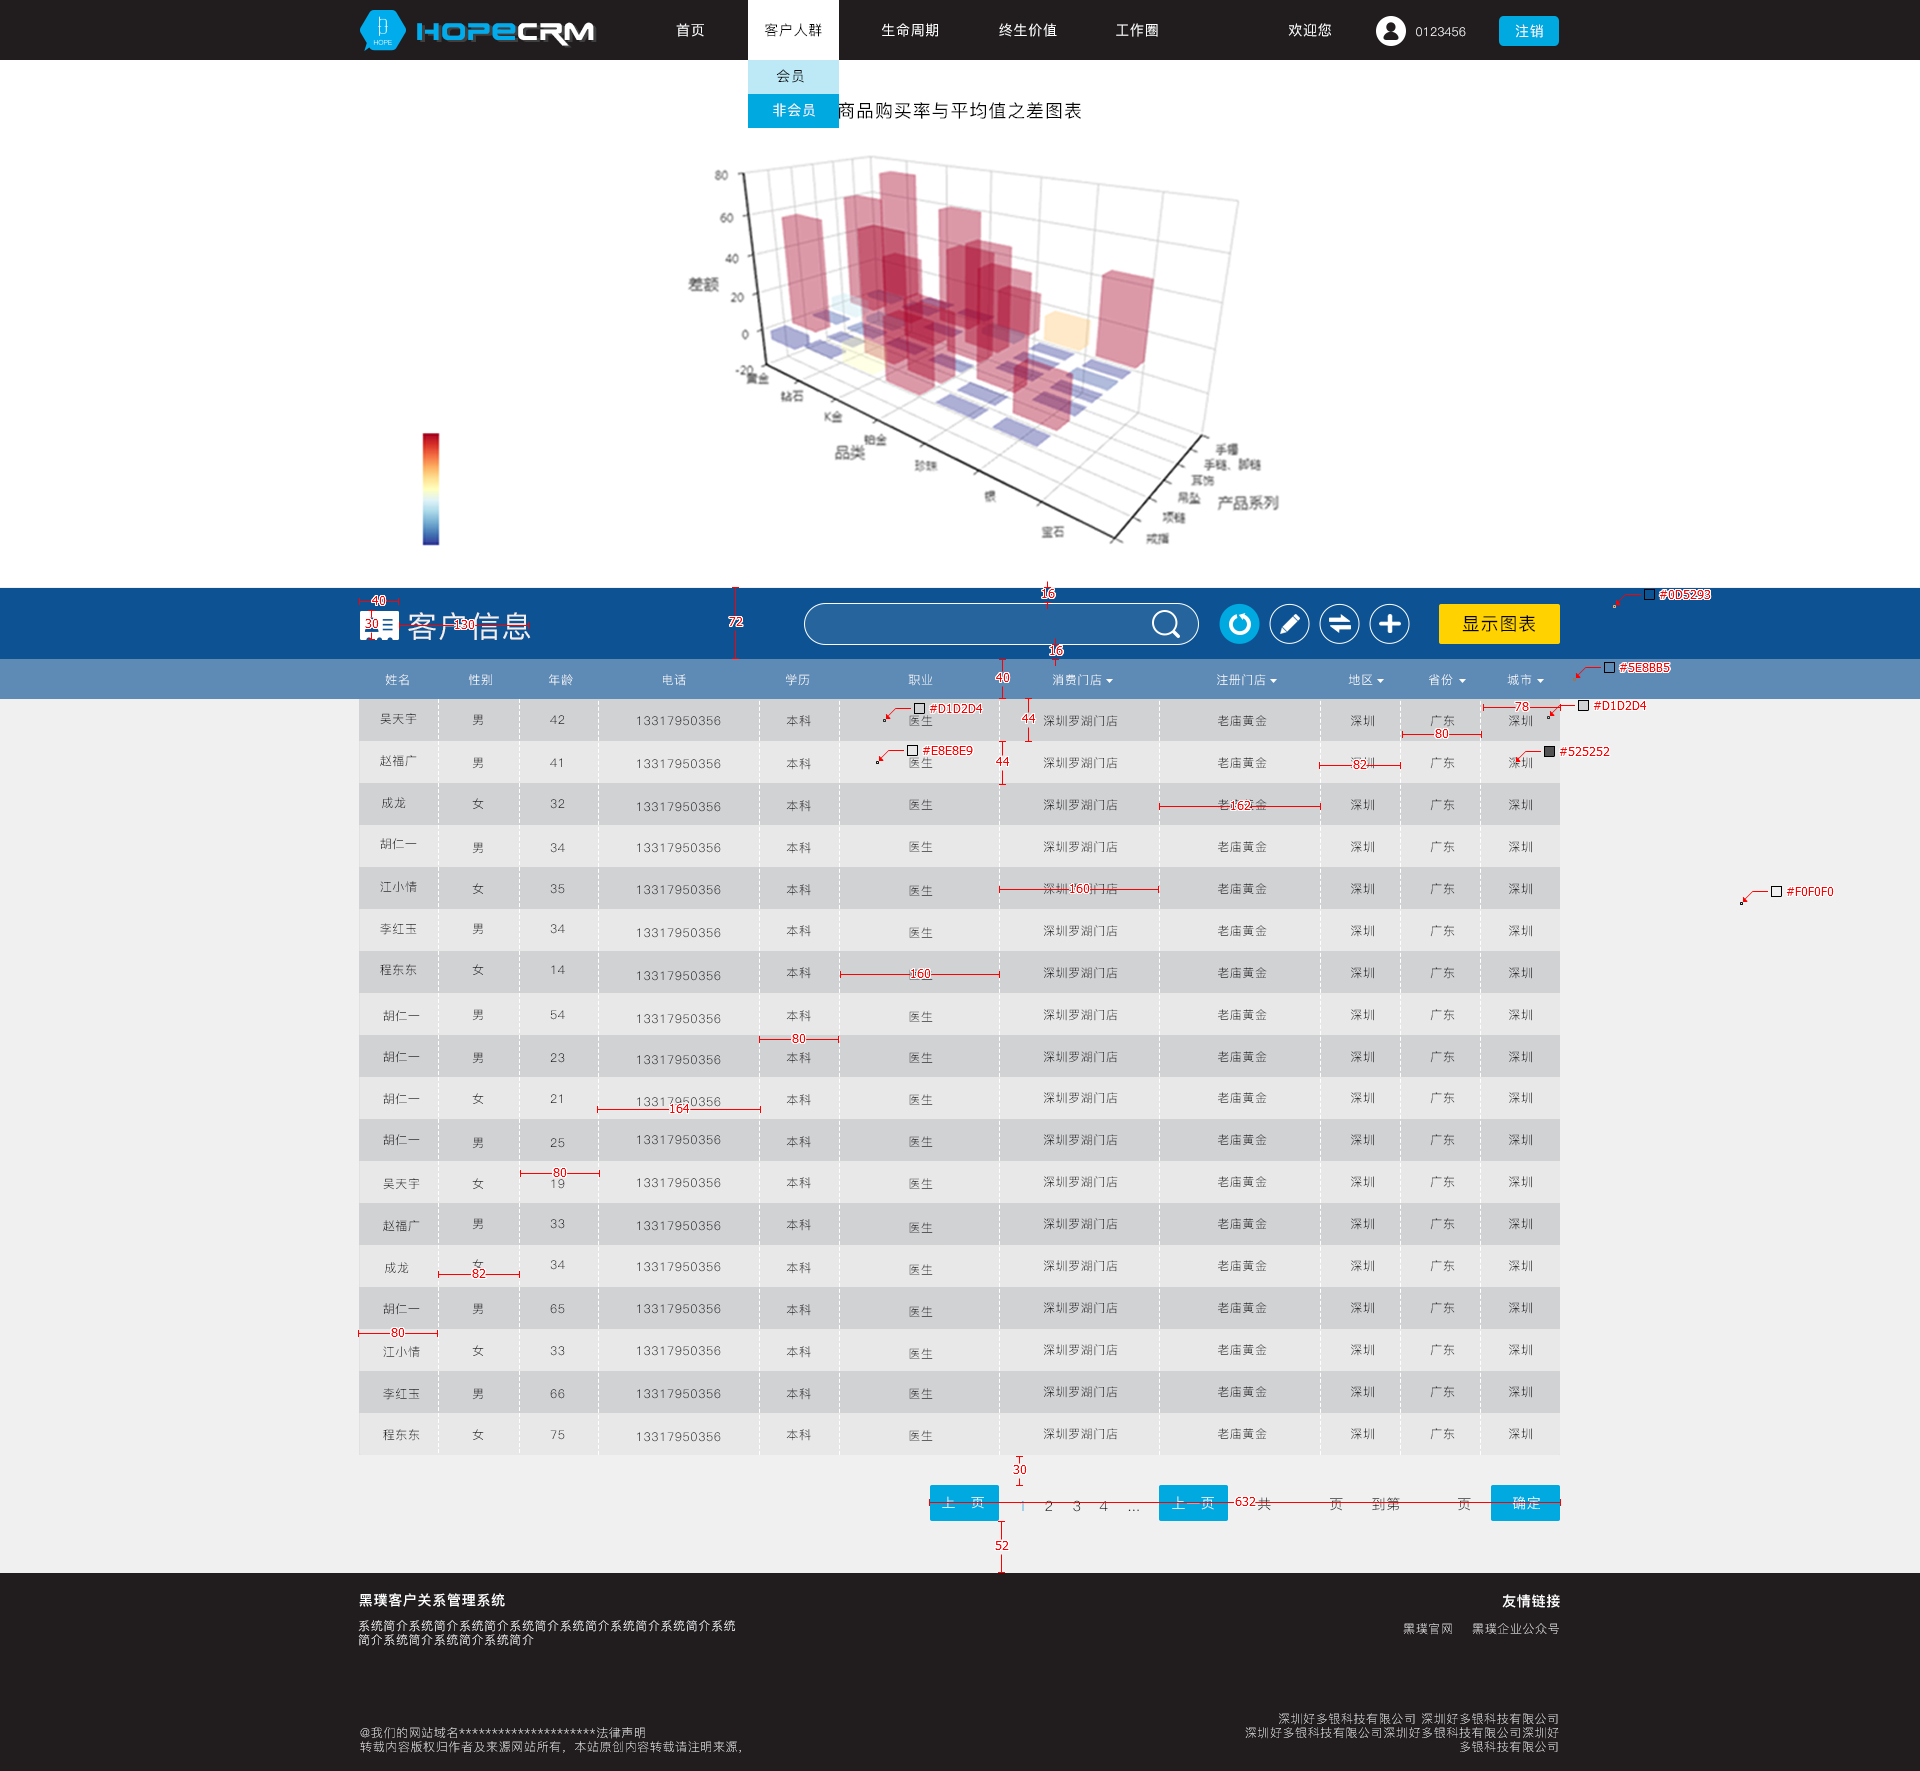 HOPE HOPECRM 首页 客户人群 生命周期 终生价值 工作圈 欢迎您 0123456 注销
会员
非会员 商品购买率与平均值之差图表
80
60
40
20
0
-20
差额
黄金
钻石
K金
铂金
品类
珍珠
银
宝石
手镯
手链、脚链
耳饰
吊坠
项链
戒指
产品系列
40 30 客户信息 130 72 16 16 显示图表 #0D5293
姓名 性别 年龄 电话 学历 职业 40 消费门店 注册门店 地区 省份 城市 #5E8BB5
吴天宇 男 42 13317950356 本科 医生 #D1D2D4 44 深圳罗湖门店 老庙黄金 深圳 广东 80 深圳 78 #D1D2D4
赵福广 男 41 13317950356 本科 医生 #E8E8E9 44 深圳罗湖门店 老庙黄金 82 广东 深圳 #525252
成龙 女 32 13317950356 本科 医生 深圳罗湖门店 162 深圳 广东 深圳
胡仁一 男 34 13317950356 本科 医生 深圳罗湖门店 老庙黄金 深圳 广东 深圳
江小情 女 35 13317950356 本科 医生 160 老庙黄金 深圳 广东 深圳 #F0F0F0
李红玉 男 34 13317950356 本科 医生 深圳罗湖门店 老庙黄金 深圳 广东 深圳
程东东 女 14 13317950356 本科 160 深圳罗湖门店 老庙黄金 深圳 广东 深圳
胡仁一 男 54 13317950356 本科 医生 深圳罗湖门店 老庙黄金 深圳 广东 深圳
80
胡仁一 男 23 13317950356 本科 医生 深圳罗湖门店 老庙黄金 深圳 广东 深圳
胡仁一 女 21 13317950356 本科 医生 深圳罗湖门店 老庙黄金 深圳 广东 深圳
164
胡仁一 男 25 13317950356 本科 医生 深圳罗湖门店 老庙黄金 深圳 广东 深圳
80
吴天宇 女 19 13317950356 本科 医生 深圳罗湖门店 老庙黄金 深圳 广东 深圳
赵福广 男 33 13317950356 本科 医生 深圳罗湖门店 老庙黄金 深圳 广东 深圳
成龙 女 34 13317950356 本科 医生 深圳罗湖门店 老庙黄金 深圳 广东 深圳
82
胡仁一 男 65 13317950356 本科 医生 深圳罗湖门店 老庙黄金 深圳 广东 深圳
80
江小情 女 33 13317950356 本科 医生 深圳罗湖门店 老庙黄金 深圳 广东 深圳
李红玉 男 66 13317950356 本科 医生 深圳罗湖门店 老庙黄金 深圳 广东 深圳
程东东 女 75 13317950356 本科 医生 深圳罗湖门店 老庙黄金 深圳 广东 深圳
30
上一页 1 2 3 4 ... 上一页 632 共 页 到第 页 确定
52
黑璞客户关系管理系统
系统简介系统简介系统简介系统简介系统简介系统简介系统简介系统
简介系统简介系统简介系统简介
友情链接
黑璞官网 黑璞企业公众号
@我们的网站域名*********************法律声明
转载内容版权归作者及来源网站所有，本站原创内容转载请注明来源，
深圳好多银科技有限公司 深圳好多银科技有限公司
深圳好多银科技有限公司深圳好多银科技有限公司深圳好
多银科技有限公司